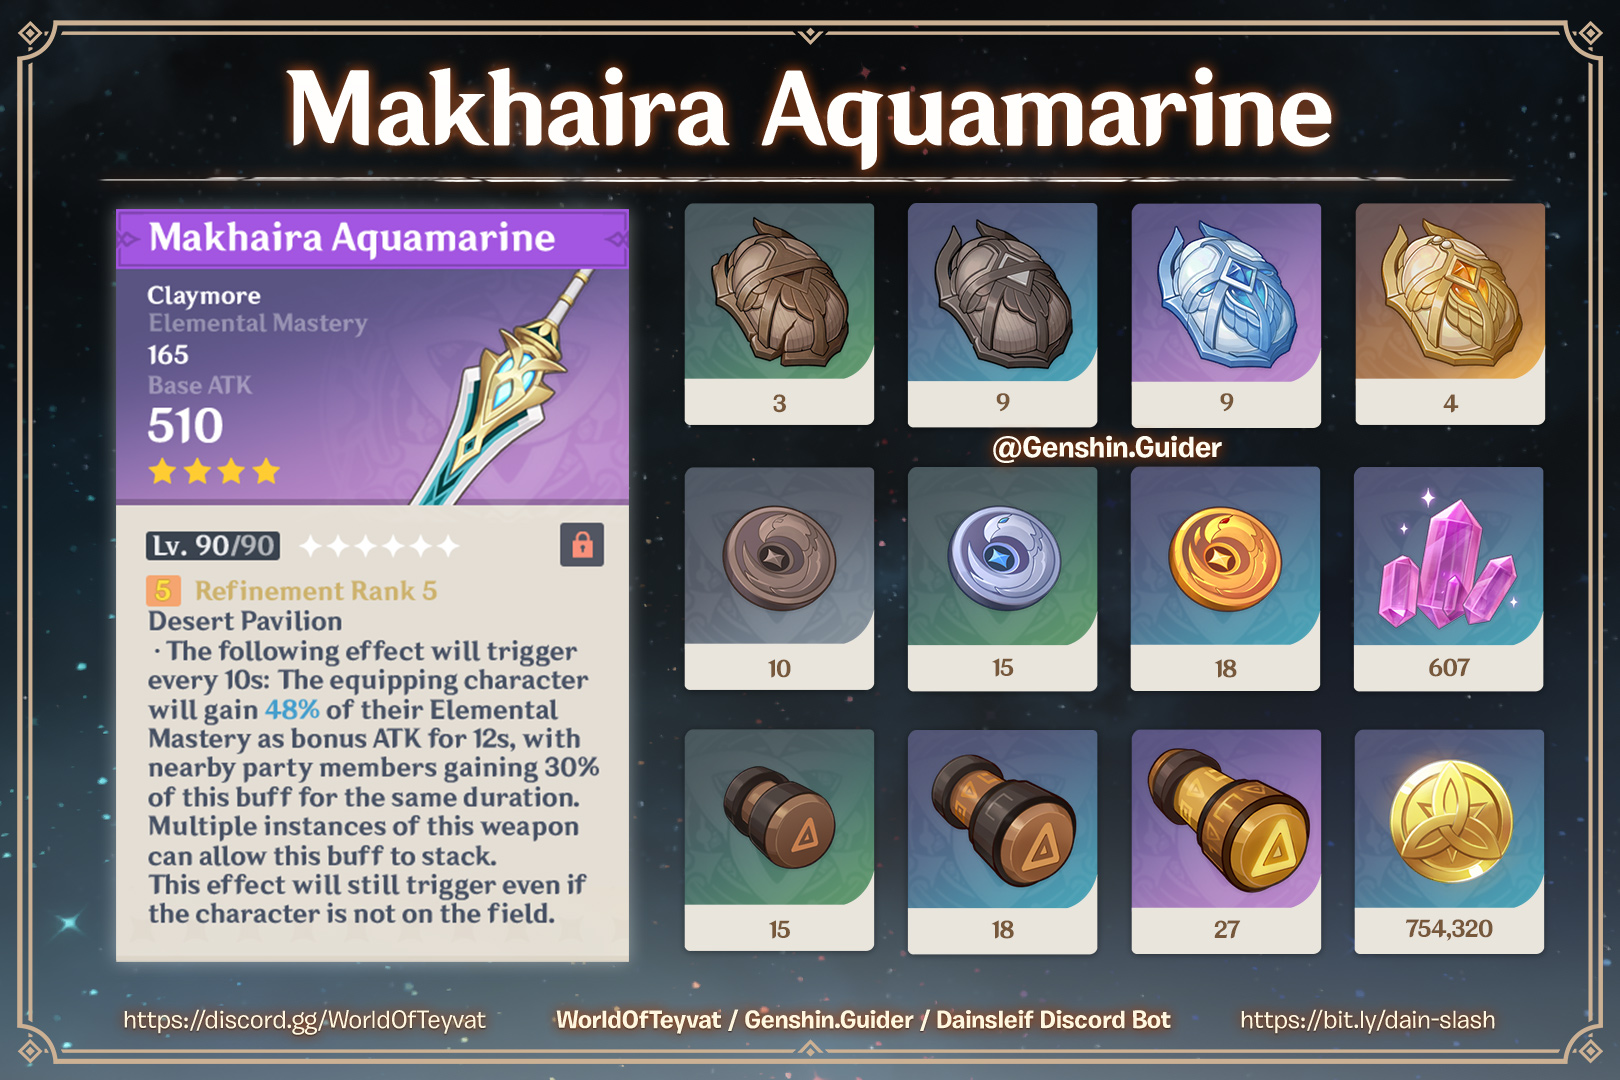 Makhaira Aquamarine
Makhaira Aquamarine
Claymore
Elemental Mastery
165
Base ATK
510
Lv. 90/90
5 Refinement Rank 5
Desert Pavilion
· The following effect will trigger
every 10s: The equipping character
will gain 48% of their Elemental
Mastery as bonus ATK for 12s, with
nearby party members gaining 30%
of this buff for the same duration.
Multiple instances of this weapon
can allow this buff to stack.
This effect will still trigger even if
the character is not on the field.
3 9 9 4
@Genshin.Guider
10 15 18 607
15 18 27 754,320
https://discord.gg/WorldOfTeyvat WorldOfTeyvat / Genshin.Guider / Dainsleif Discord Bot https://bit.ly/dain-slash